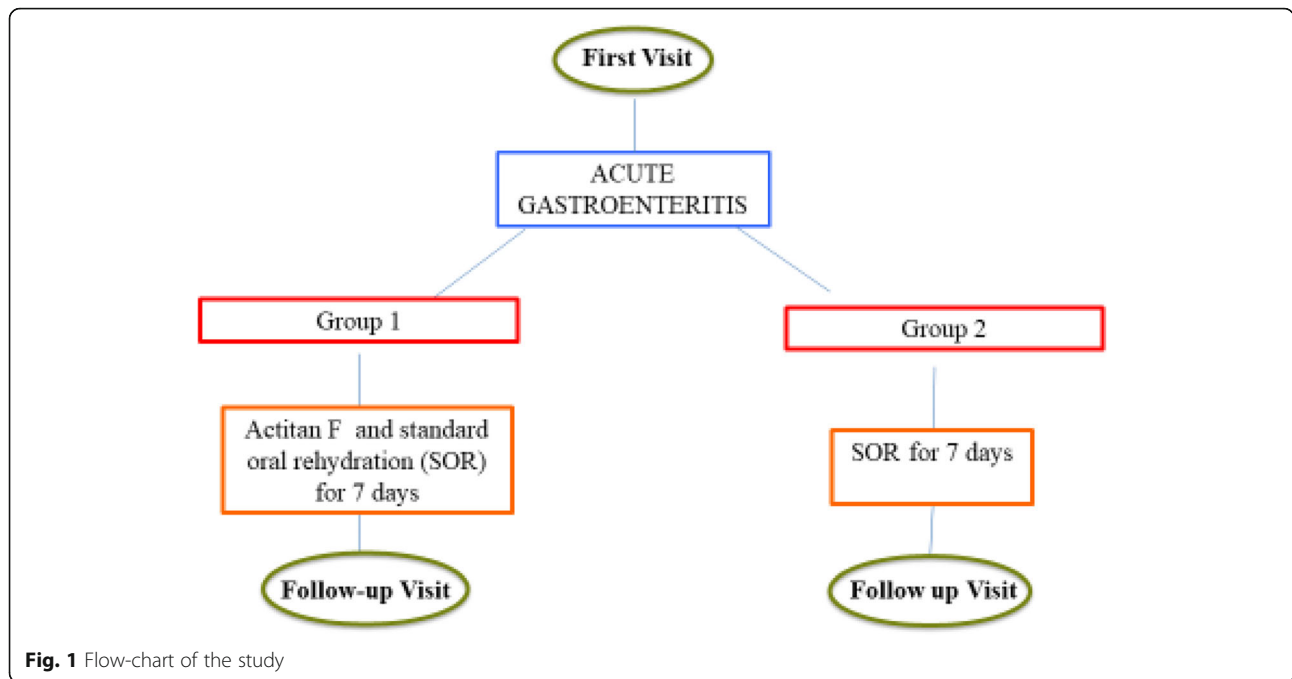 First Visit
ACUTE
GASTROENTERITIS
Group 1
Group 2
Actitan F and standard
oral rehydration (SOR)
for 7 days
SOR for 7 days
Follow-up Visit
Follow up Visit
Fig. 1 Flow-chart of the study